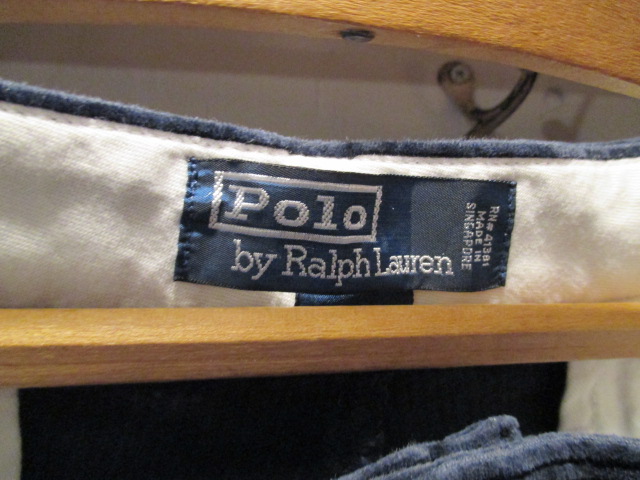 Polo
by Ralph Lauren
RN# 41381
MADE IN
SINGAPORE